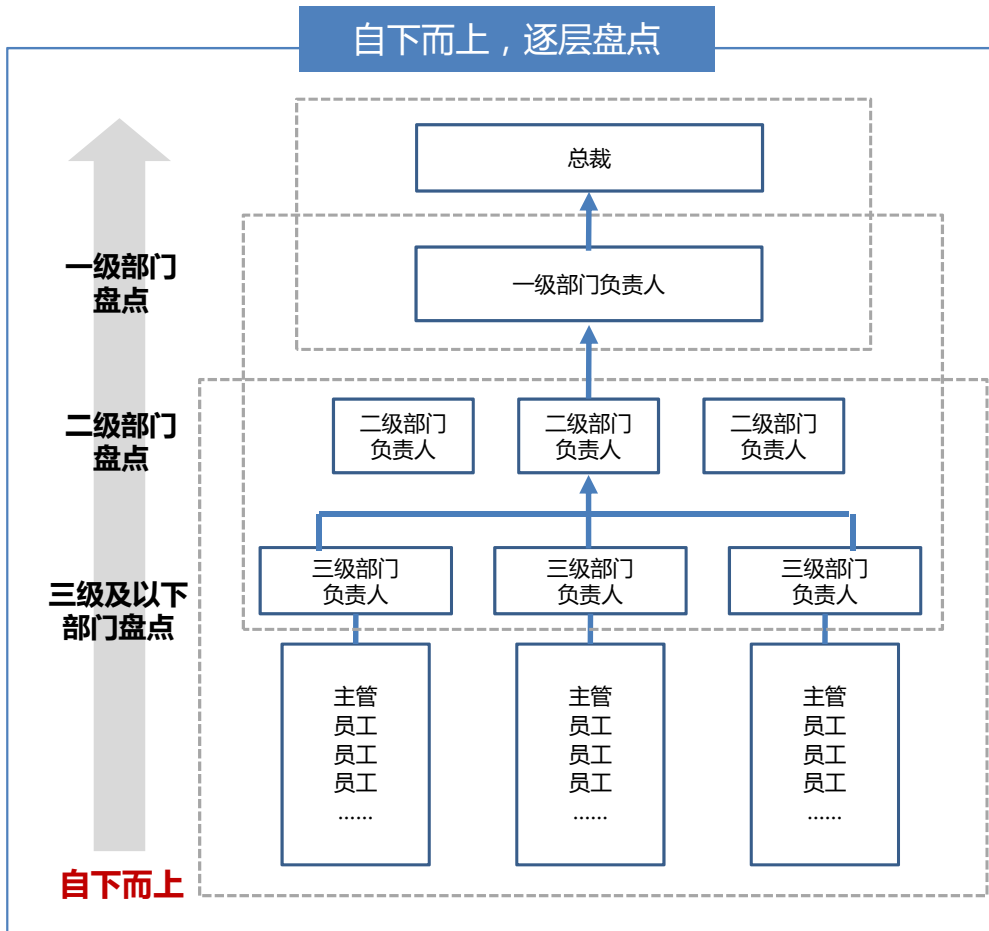 自下而上，逐层盘点
总裁
一级部门
盘点
一级部门负责人
二级部门
盘点
二级部门
负责人
二级部门
负责人
二级部门
负责人
三级及以下
部门盘点
三级部门
负责人
三级部门
负责人
三级部门
负责人
主管
员工
员工
员工
……
主管
员工
员工
员工
……
主管
员工
员工
员工
……
自下而上